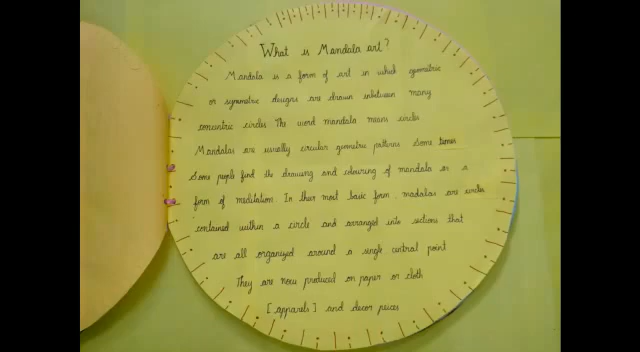 What is Mandala art?
Mandala is a form of art in which geometric
or symmetric designs are drawn inbetween many
concentric circles The word mandala means circles
Mandalas are usually circular geometric patterns Some times
Some people find the drawing and colouring of mandala as a
form of meditation. In their most basic form, madalas are circles
contained within a circle and arranged into sections that
are all organized around a single central point
They are now produced on paper or cloth
[apparels] and decor peices